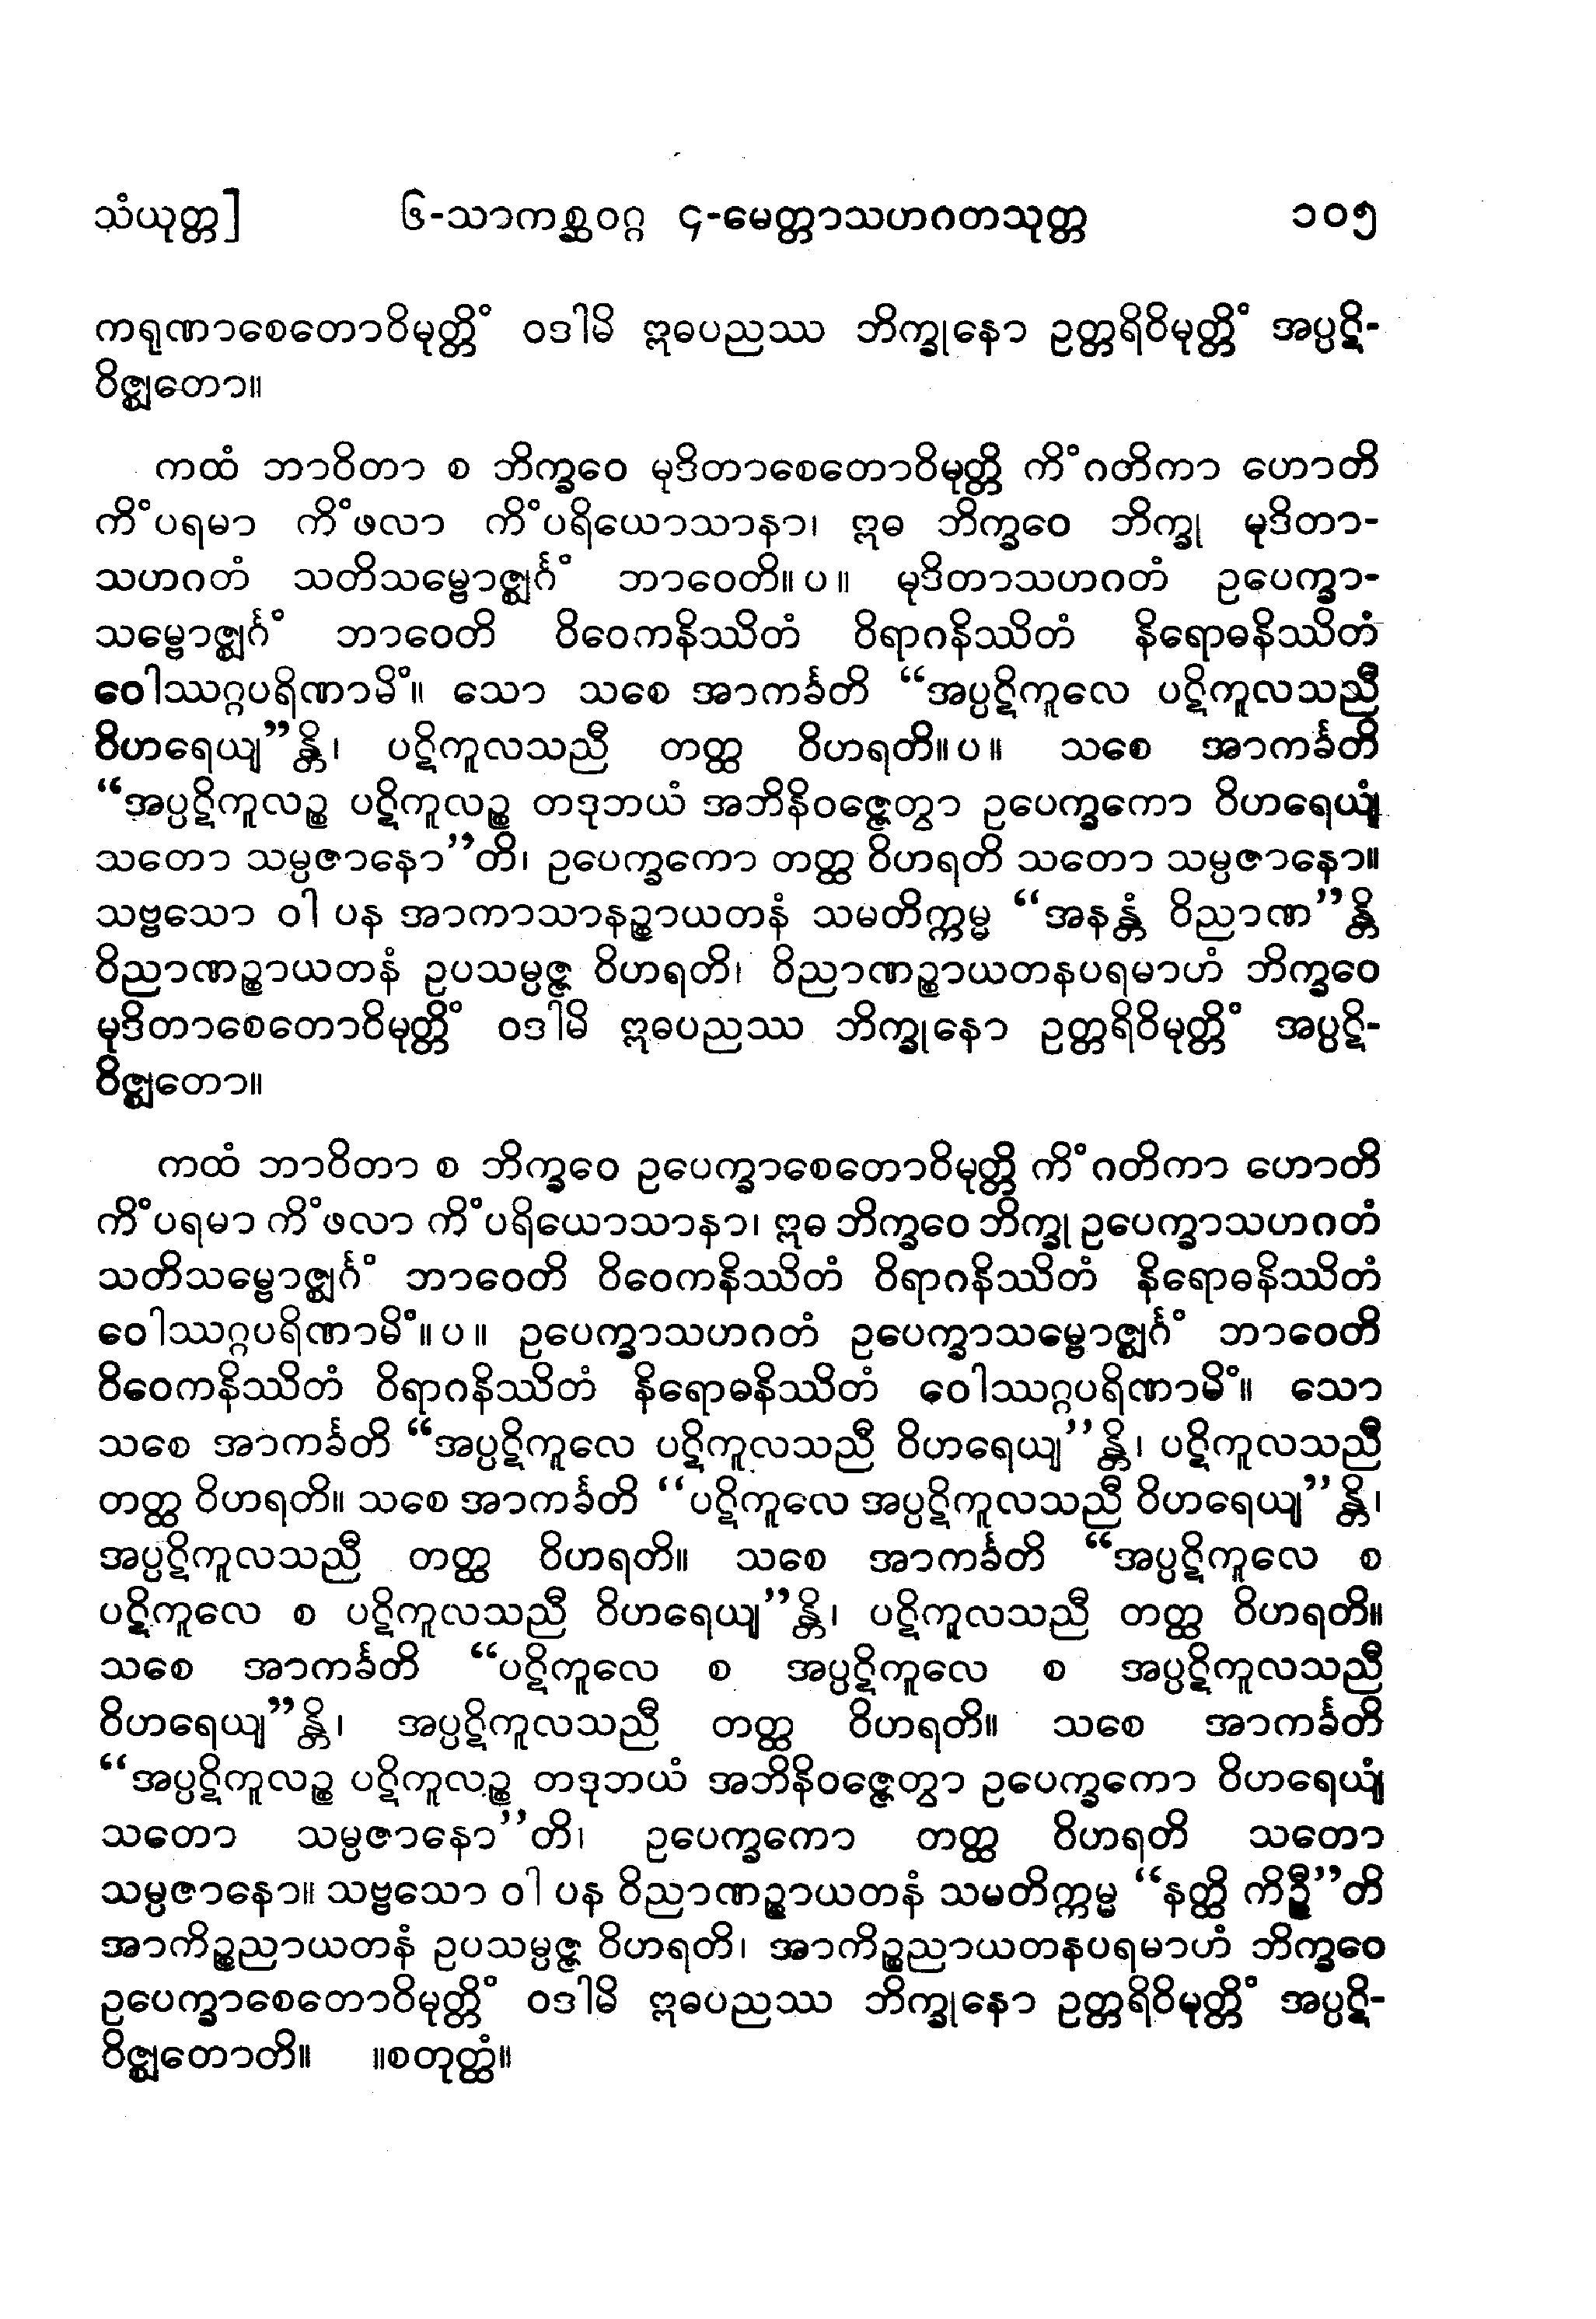 သံယုတ္တ]	၆-သာကစ္ဆဝဂ္ဂ ၄-မေတ္တာသဟဂတသုတ္တ	၁၀၅
ကရုဏာစေတောဝိမုတ္တိံ ဝဒါမိ ဣဓပညဿ ဘိက္ခုနော ဥတ္တရိဝိမုတ္တိံ အပ္ပဋိ-
ဝိဇ္ဈတော။
ကထံ ဘာဝိတာ စ ဘိက္ခဝေ မုဒိတာစေတောဝိမုတ္တိ ကိံဂတိကာ ဟောတိ
ကိံပရမာ ကိံဖလာ ကိံပရိယောသာနာ၊ ဣဓ ဘိက္ခဝေ ဘိက္ခု မုဒိတာ-
သဟဂတံ သတိသမ္ဗောဇ္ဈင်္ဂံ ဘာဝေတိ။ပ။ မုဒိတာသဟဂတံ ဥပေက္ခာ-
သမ္ဗောဇ္ဈင်္ဂံ ဘာဝေတိ ဝိဝေကနိဿိတံ ဝိရာဂနိဿိတံ နိရောဓနိဿိတံ
ဝေါဿဂ္ဂပရိဏာမိံ။ သော သစေ အာကင်္ခတိ “အပ္ပဋိကူလေ ပဋိကူလသညီ
ဝိဟရေယျ”န္တိ၊ ပဋိကူလသညီ တတ္ထ ဝိဟရတိ။ပ။ သစေ အာကင်္ခတိ
“အပ္ပဋိကူလဉ္စ ပဋိကူလဉ္စ တဒုဘယံ အဘိနိဝဇ္ဇေတွာ ဥပေက္ခကော ဝိဟရေယျံ
သတော သမ္ပဇာနော”တိ၊ ဥပေက္ခကော တတ္ထ ဝိဟရတိ သတော သမ္ပဇာနော။
သဗ္ဗသော ဝါ ပန အာကာသာနဉ္စာယတနံ သမတိက္ကမ္မ “အနန္တံ ဝိညာဏ”န္တိ
ဝိညာဏဉ္စာယတနံ ဥပသမ္ပဇ္ဇ ဝိဟရတိ၊ ဝိညာဏဉ္စာယတနပရမာဟံ ဘိက္ခဝေ
မုဒိတာစေတောဝိမုတ္တိံ ဝဒါမိ ဣဓပညဿ ဘိက္ခုနော ဥတ္တရိဝိမုတ္တိံ အပ္ပဋိ-
ဝိဇ္ဈတော။
ကထံ ဘာဝိတာ စ ဘိက္ခဝေ ဥပေက္ခာစေတောဝိမုတ္တိ ကိံဂတိကာ ဟောတိ
ကိံပရမာ ကိံဖလာ ကိံပရိယောသာနာ၊ ဣဓ ဘိက္ခဝေ ဘိက္ခု ဥပေက္ခာသဟဂတံ
သတိသမ္ဗောဇ္ဈင်္ဂံ ဘာဝေတိ ဝိဝေကနိဿိတံ ဝိရာဂနိဿိတံ နိရောဓနိဿိတံ
ဝေါဿဂ္ဂပရိဏာမိံ။ပ။ ဥပေက္ခာသဟဂတံ ဥပေက္ခာသမ္ဗောဇ္ဈင်္ဂံ ဘာဝေတိ
ဝိဝေကနိဿိတံ ဝိရာဂနိဿိတံ နိရောဓနိဿိတံ ဝေါဿဂ္ဂပရိဏာမိံ။ သော
သစေ အာကင်္ခတိ “အပ္ပဋိကူလေ ပဋိကူလသညီ ဝိဟရေယျ”န္တိ၊ ပဋိကူလသညီ
တတ္ထ ဝိဟရတိ။ သစေ အာကင်္ခတိ “ပဋိကူလေ အပ္ပဋိကူလသညီ ဝိဟရေယျ”န္တိ၊
အပ္ပဋိကူလသညီ တတ္ထ ဝိဟရတိ။ သစေ အာကင်္ခတိ “အပ္ပဋိကူလေ စ
ပဋိကူလေ စ ပဋိကူလသညီ ဝိဟရေယျ”န္တိ၊ ပဋိကူလသညီ တတ္ထ ဝိဟရတိ။
သစေ အာကင်္ခတိ “ပဋိကူလေ စ အပ္ပဋိကူလေ စ အပ္ပဋိကူလသညီ
ဝိဟရေယျ”န္တိ၊ အပ္ပဋိကူလသညီ တတ္ထ ဝိဟရတိ။ သစေ အာကင်္ခတိ
“အပ္ပဋိကူလဉ္စ ပဋိကူလဉ္စ တဒုဘယံ အဘိနိဝဇ္ဇေတွာ ဥပေက္ခကော ဝိဟရေယျံ
သတော သမ္ပဇာနော”တိ၊ ဥပေက္ခကော တတ္ထ ဝိဟရတိ သတော
သမ္ပဇာနော။ သဗ္ဗသော ဝါ ပန ဝိညာဏဉ္စာယတနံ သမတိက္ကမ္မ “နတ္ထိ ကိဉ္စီ”တိ
အာကိဉ္စညာယတနံ ဥပသမ္ပဇ္ဇ ဝိဟရတိ၊ အာကိဉ္စညာယတနပရမာဟံ ဘိက္ခဝေ
ဥပေက္ခာစေတောဝိမုတ္တိံ ဝဒါမိ ဣဓပညဿ ဘိက္ခုနော ဥတ္တရိဝိမုတ္တိံ အပ္ပဋိ-
ဝိဇ္ဈတောတိ။ ။စတုတ္ထံ။